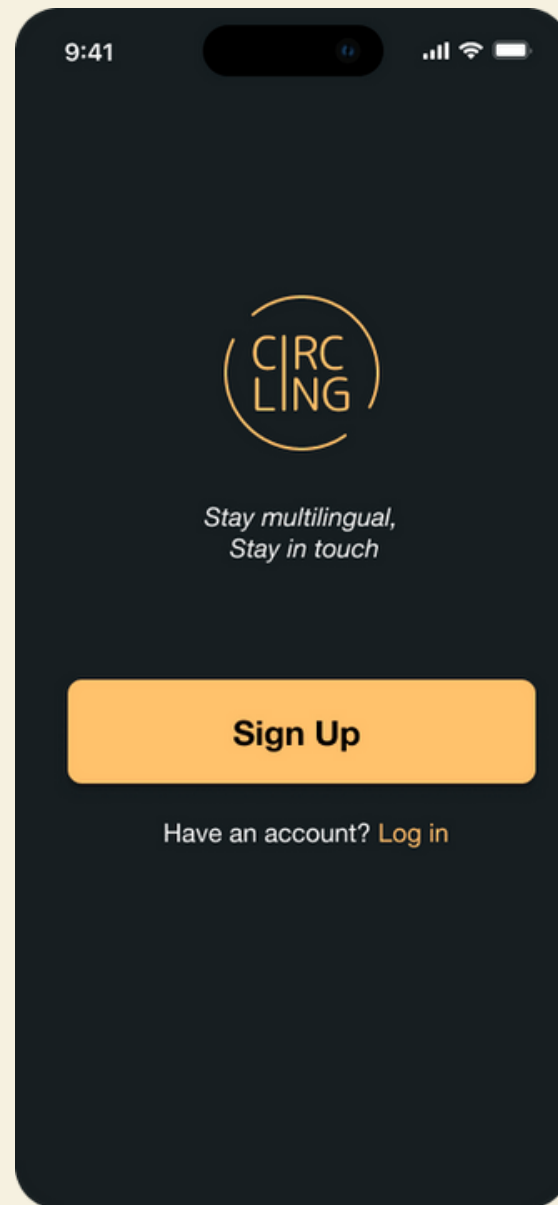 9:41
CIRC
LING
Stay multilingual,
Stay in touch
Sign Up
Have an account? Log in